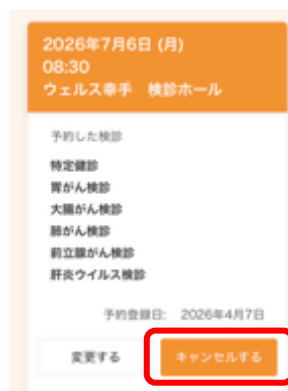 2026年7月6日 (月)
08:30
ウェルス幸手　検診ホール
予約した検診
特定健診
胃がん検診
大腸がん検診
肺がん検診
前立腺がん検診
肝炎ウイルス検診
予約登録日:　2026年4月7日
変更する
キャンセルする